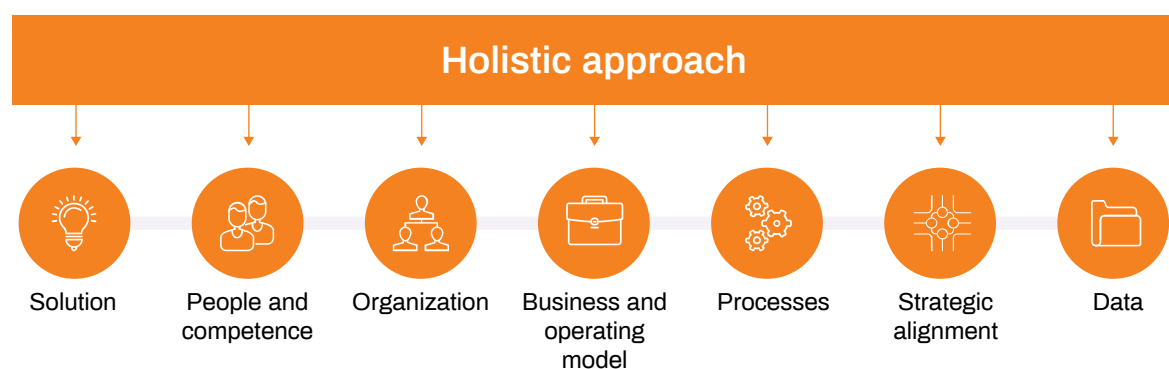 Holistic approach
Solution
People and
competence
Organization
Business and
operating
model
Processes
Strategic
alignment
Data